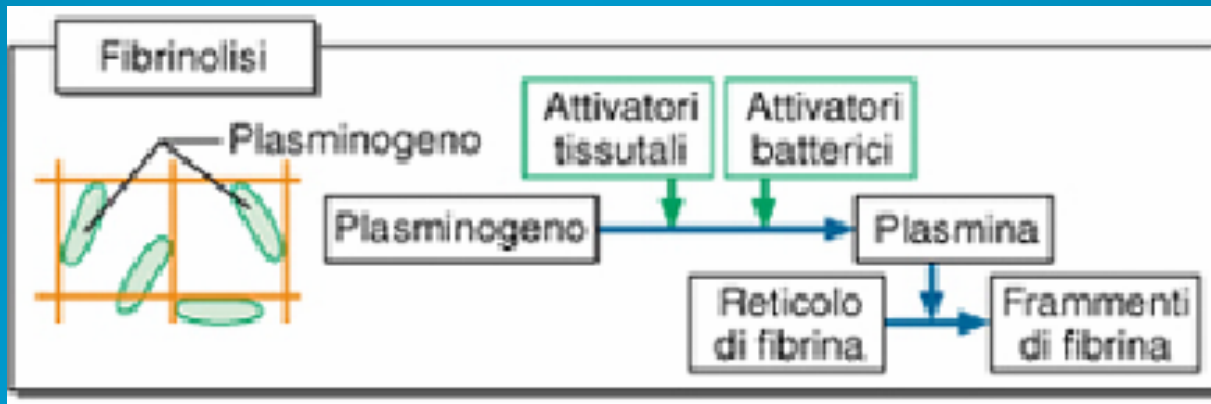 Fibrinolisi
Plasminogeno
Attivatori
tissutali
Attivatori
batterici
Plasminogeno
Plasmina
Reticolo
di fibrina
Frammenti
di fibrina